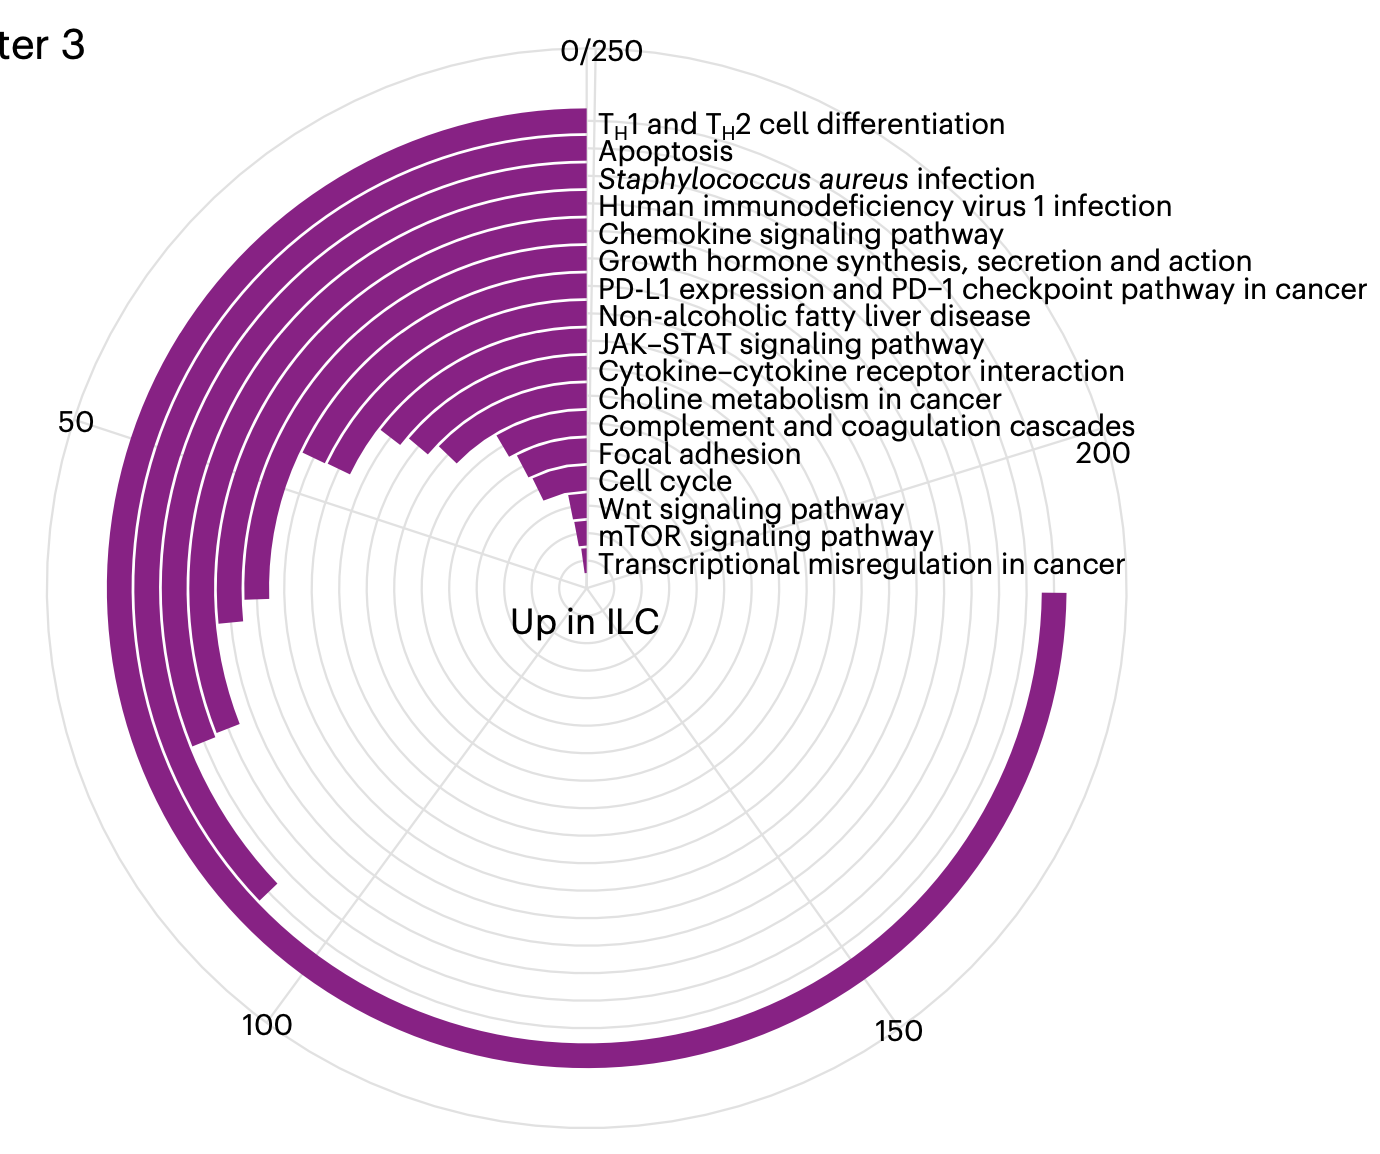 ter 3
0/250
TH1 and TH2 cell differentiation
Apoptosis
Staphylococcus aureus infection
Human immunodeficiency virus 1 infection
Chemokine signaling pathway
Growth hormone synthesis, secretion and action
PD-L1 expression and PD–1 checkpoint pathway in cancer
Non-alcoholic fatty liver disease
JAK–STAT signaling pathway
Cytokine–cytokine receptor interaction
Choline metabolism in cancer
50
Complement and coagulation cascades
200
Focal adhesion
Cell cycle
Wnt signaling pathway
mTOR signaling pathway
Transcriptional misregulation in cancer
Up in ILC
100
150